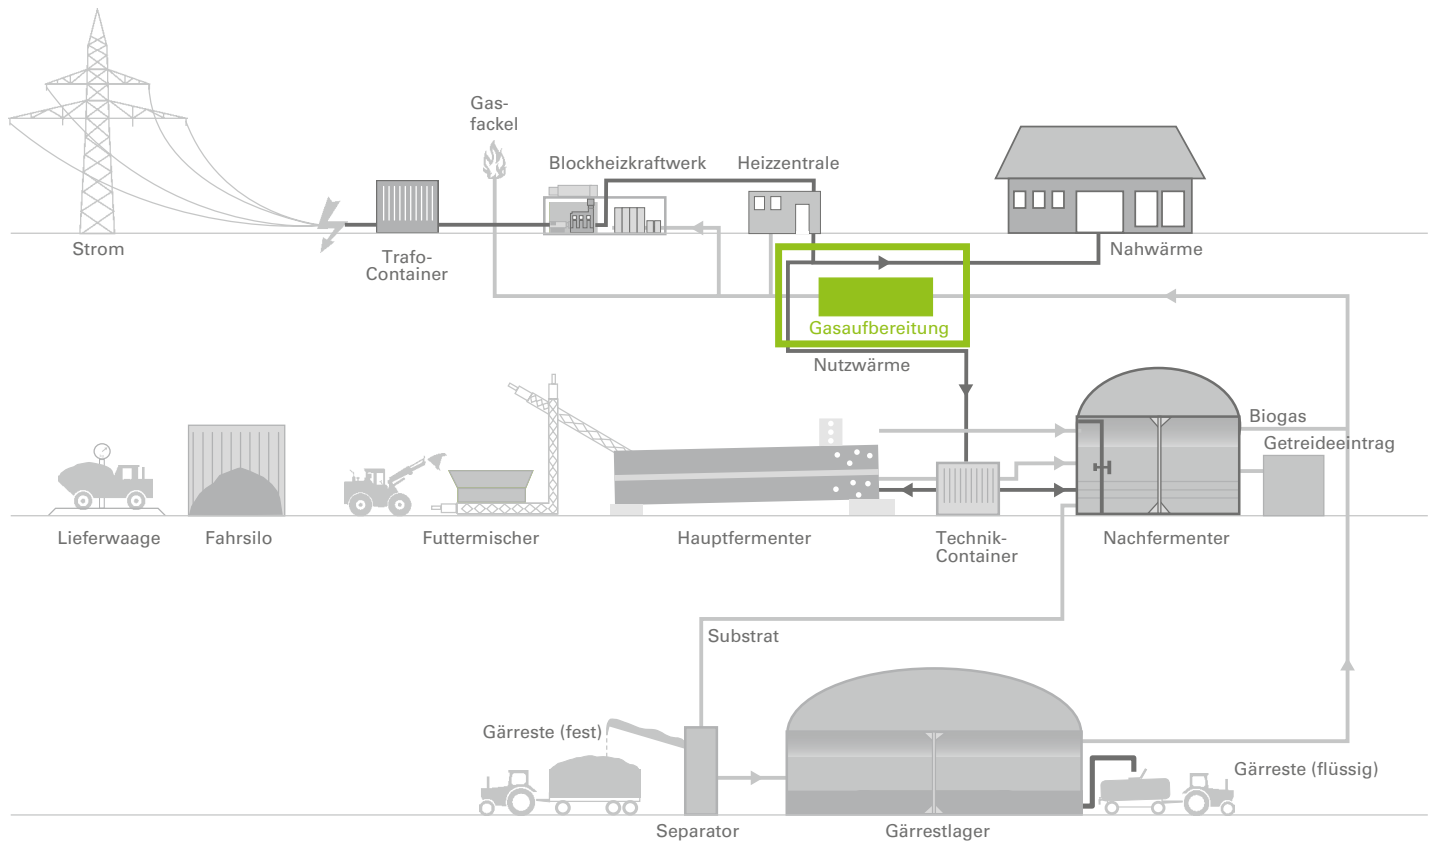 Gas-
fackel
Blockheizkraftwerk
Heizzentrale
Strom
Trafo-
Container
Nahwärme
Gasaufbereitung
Nutzwärme
Biogas
Getreideeintrag
Lieferwaage
Fahrsilo
Futtermischer
Hauptfermenter
Technik-
Container
Nachfermenter
Substrat
Gärreste (fest)
Gärreste (flüssig)
Separator
Gärrestlager